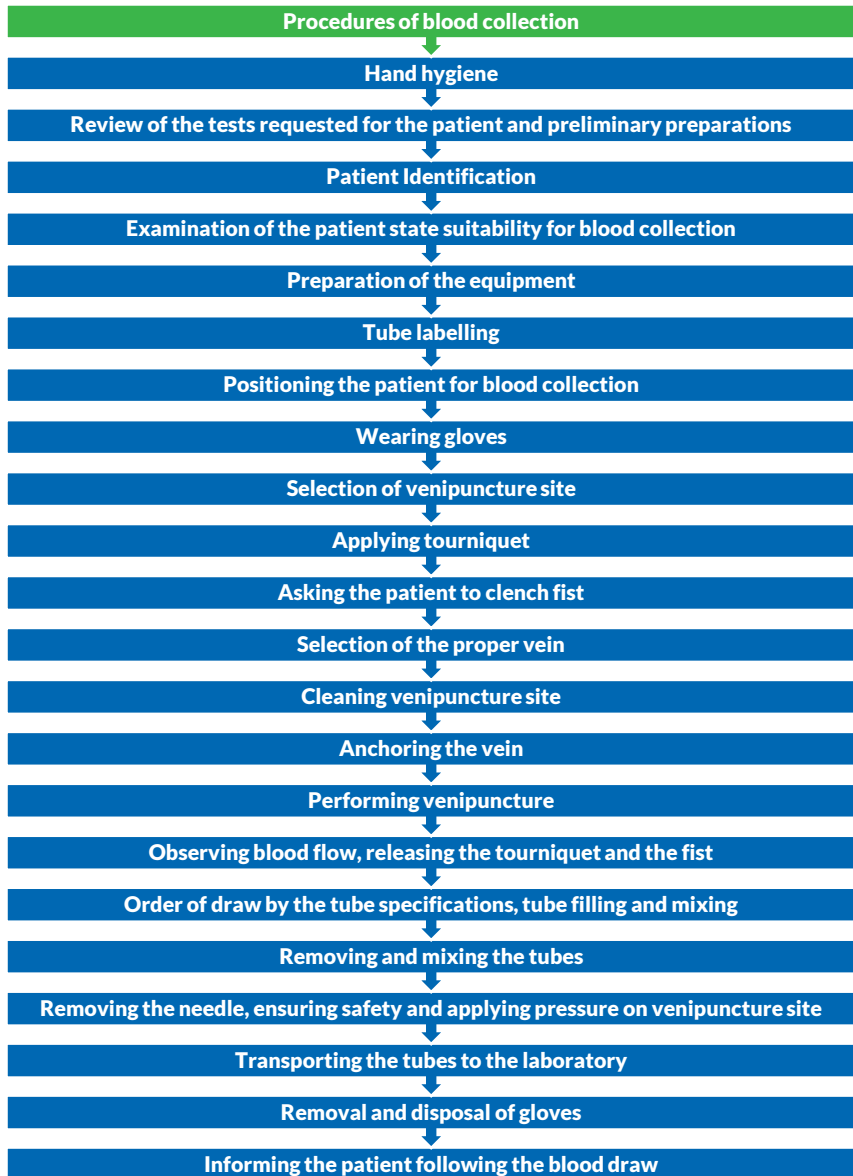 Procedures of blood collection
Hand hygiene
Review of the tests requested for the patient and preliminary preparations
Patient Identification
Examination of the patient state suitability for blood collection
Preparation of the equipment
Tube labelling
Positioning the patient for blood collection
Wearing gloves
Selection of venipuncture site
Applying tourniquet
Asking the patient to clench fist
Selection of the proper vein
Cleaning venipuncture site
Anchoring the vein
Performing venipuncture
Observing blood flow, releasing the tourniquet and the fist
Order of draw by the tube specifications, tube filling and mixing
Removing and mixing the tubes
Removing the needle, ensuring safety and applying pressure on venipuncture site
Transporting the tubes to the laboratory
Removal and disposal of gloves
Informing the patient following the blood draw